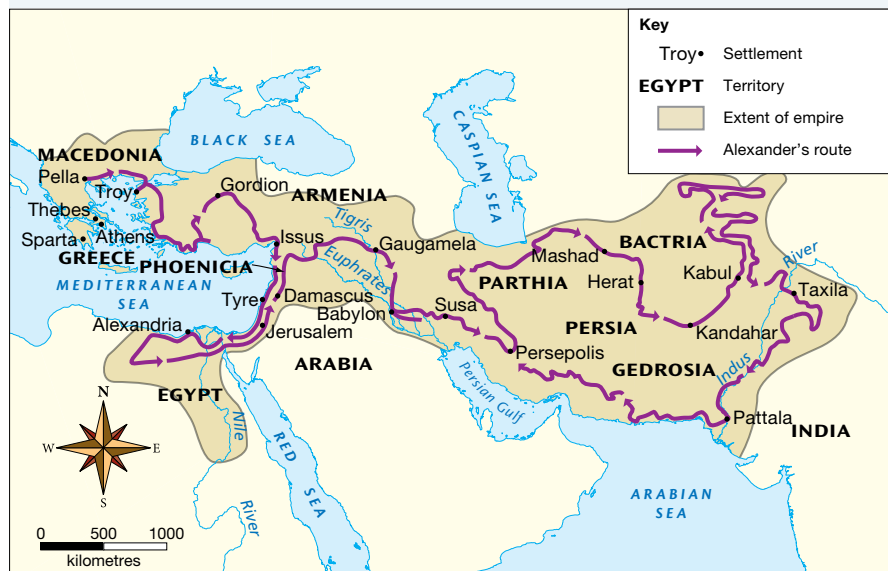 Key
Troy• Settlement
EGYPT Territory
Extent of empire
Alexander's route
BLACK SEA
CASPIAN SEA
MACEDONIA
Pella
Troy
Gordion
ARMENIA
Thebes
Athens
Sparta
GREECE
Issus
Tigris
Gaugamela
Euphrates
PHOENICIA
MEDITERRANEAN
SEA
Tyre
Damascus
Babylon
Susa
Alexandria
Jerusalem
ARABIA
EGYPT
Nile
River
RED
SEA
Persian Gulf
Persepolis
PARTHIA
Mashad
BACTRIA
Herat
Kabul
River
Taxila
PERSIA
Kandahar
GEDROSIA
Indus
Pattala
INDIA
ARABIAN
SEA
N
W
E
S
0 500 1000
kilometres